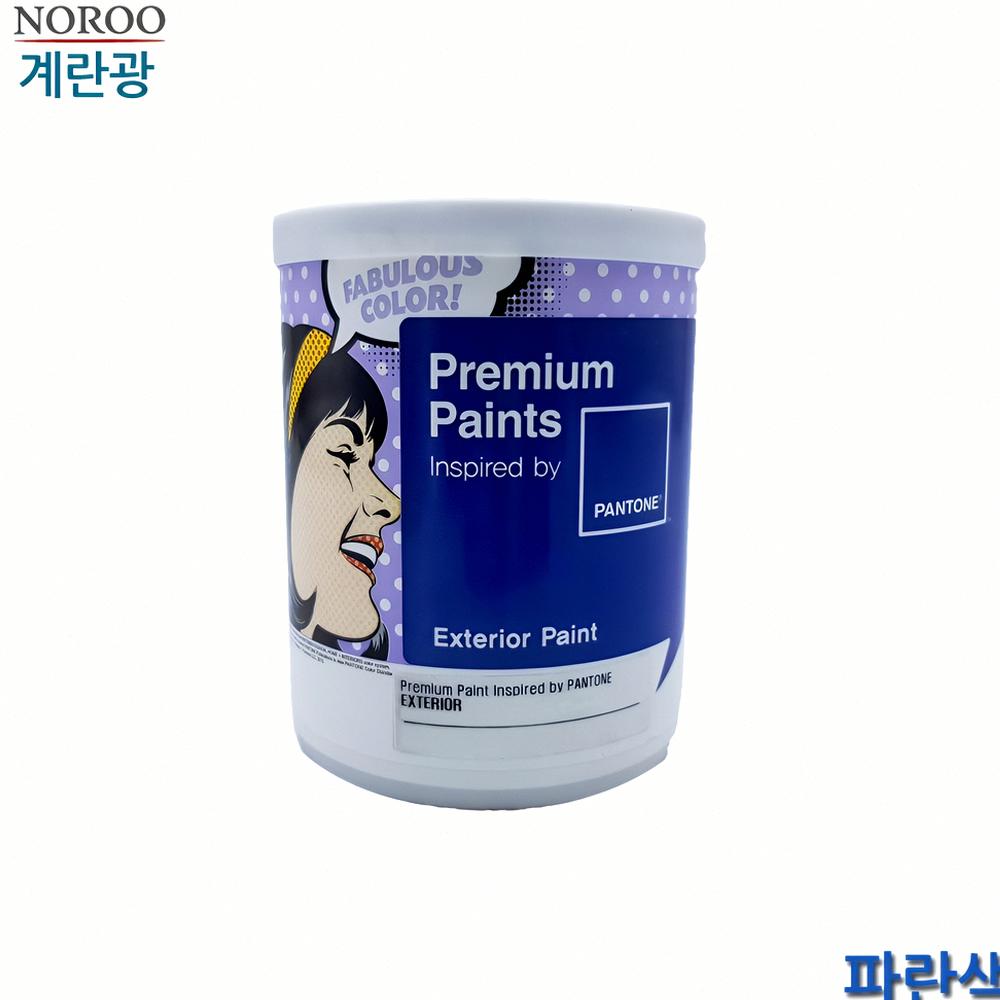 NOROO
계란광
FABULOUS
COLOR!
Premium
Paints
Inspired by
PANTONE®
Exterior Paint
Premium Paint Inspired by PANTONE
EXTERIOR
파란